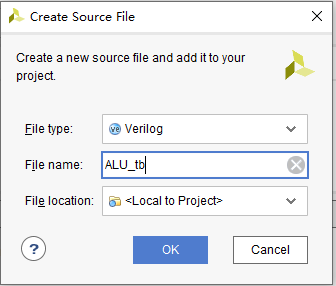 Create Source File
Create a new source file and add it to your
project.
File type: Verilog
File name: ALU_tb
File location: <Local to Project>
? OK Cancel